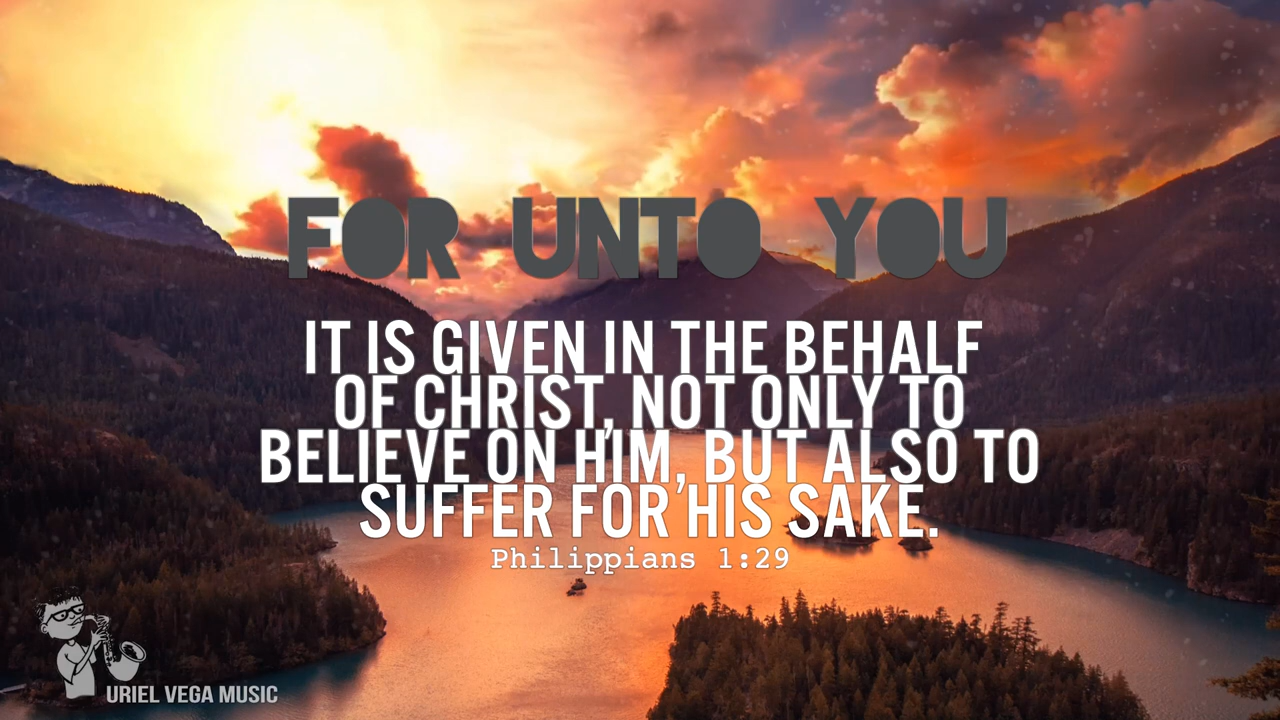 FOR UNTO YOU
IT IS GIVEN IN THE BEHALF
OF CHRIST, NOT ONLY TO
BELIEVE ON HIM, BUT ALSO TO
SUFFER FOR HIS SAKE.
Philippians 1:29
URIEL VEGA MUSIC